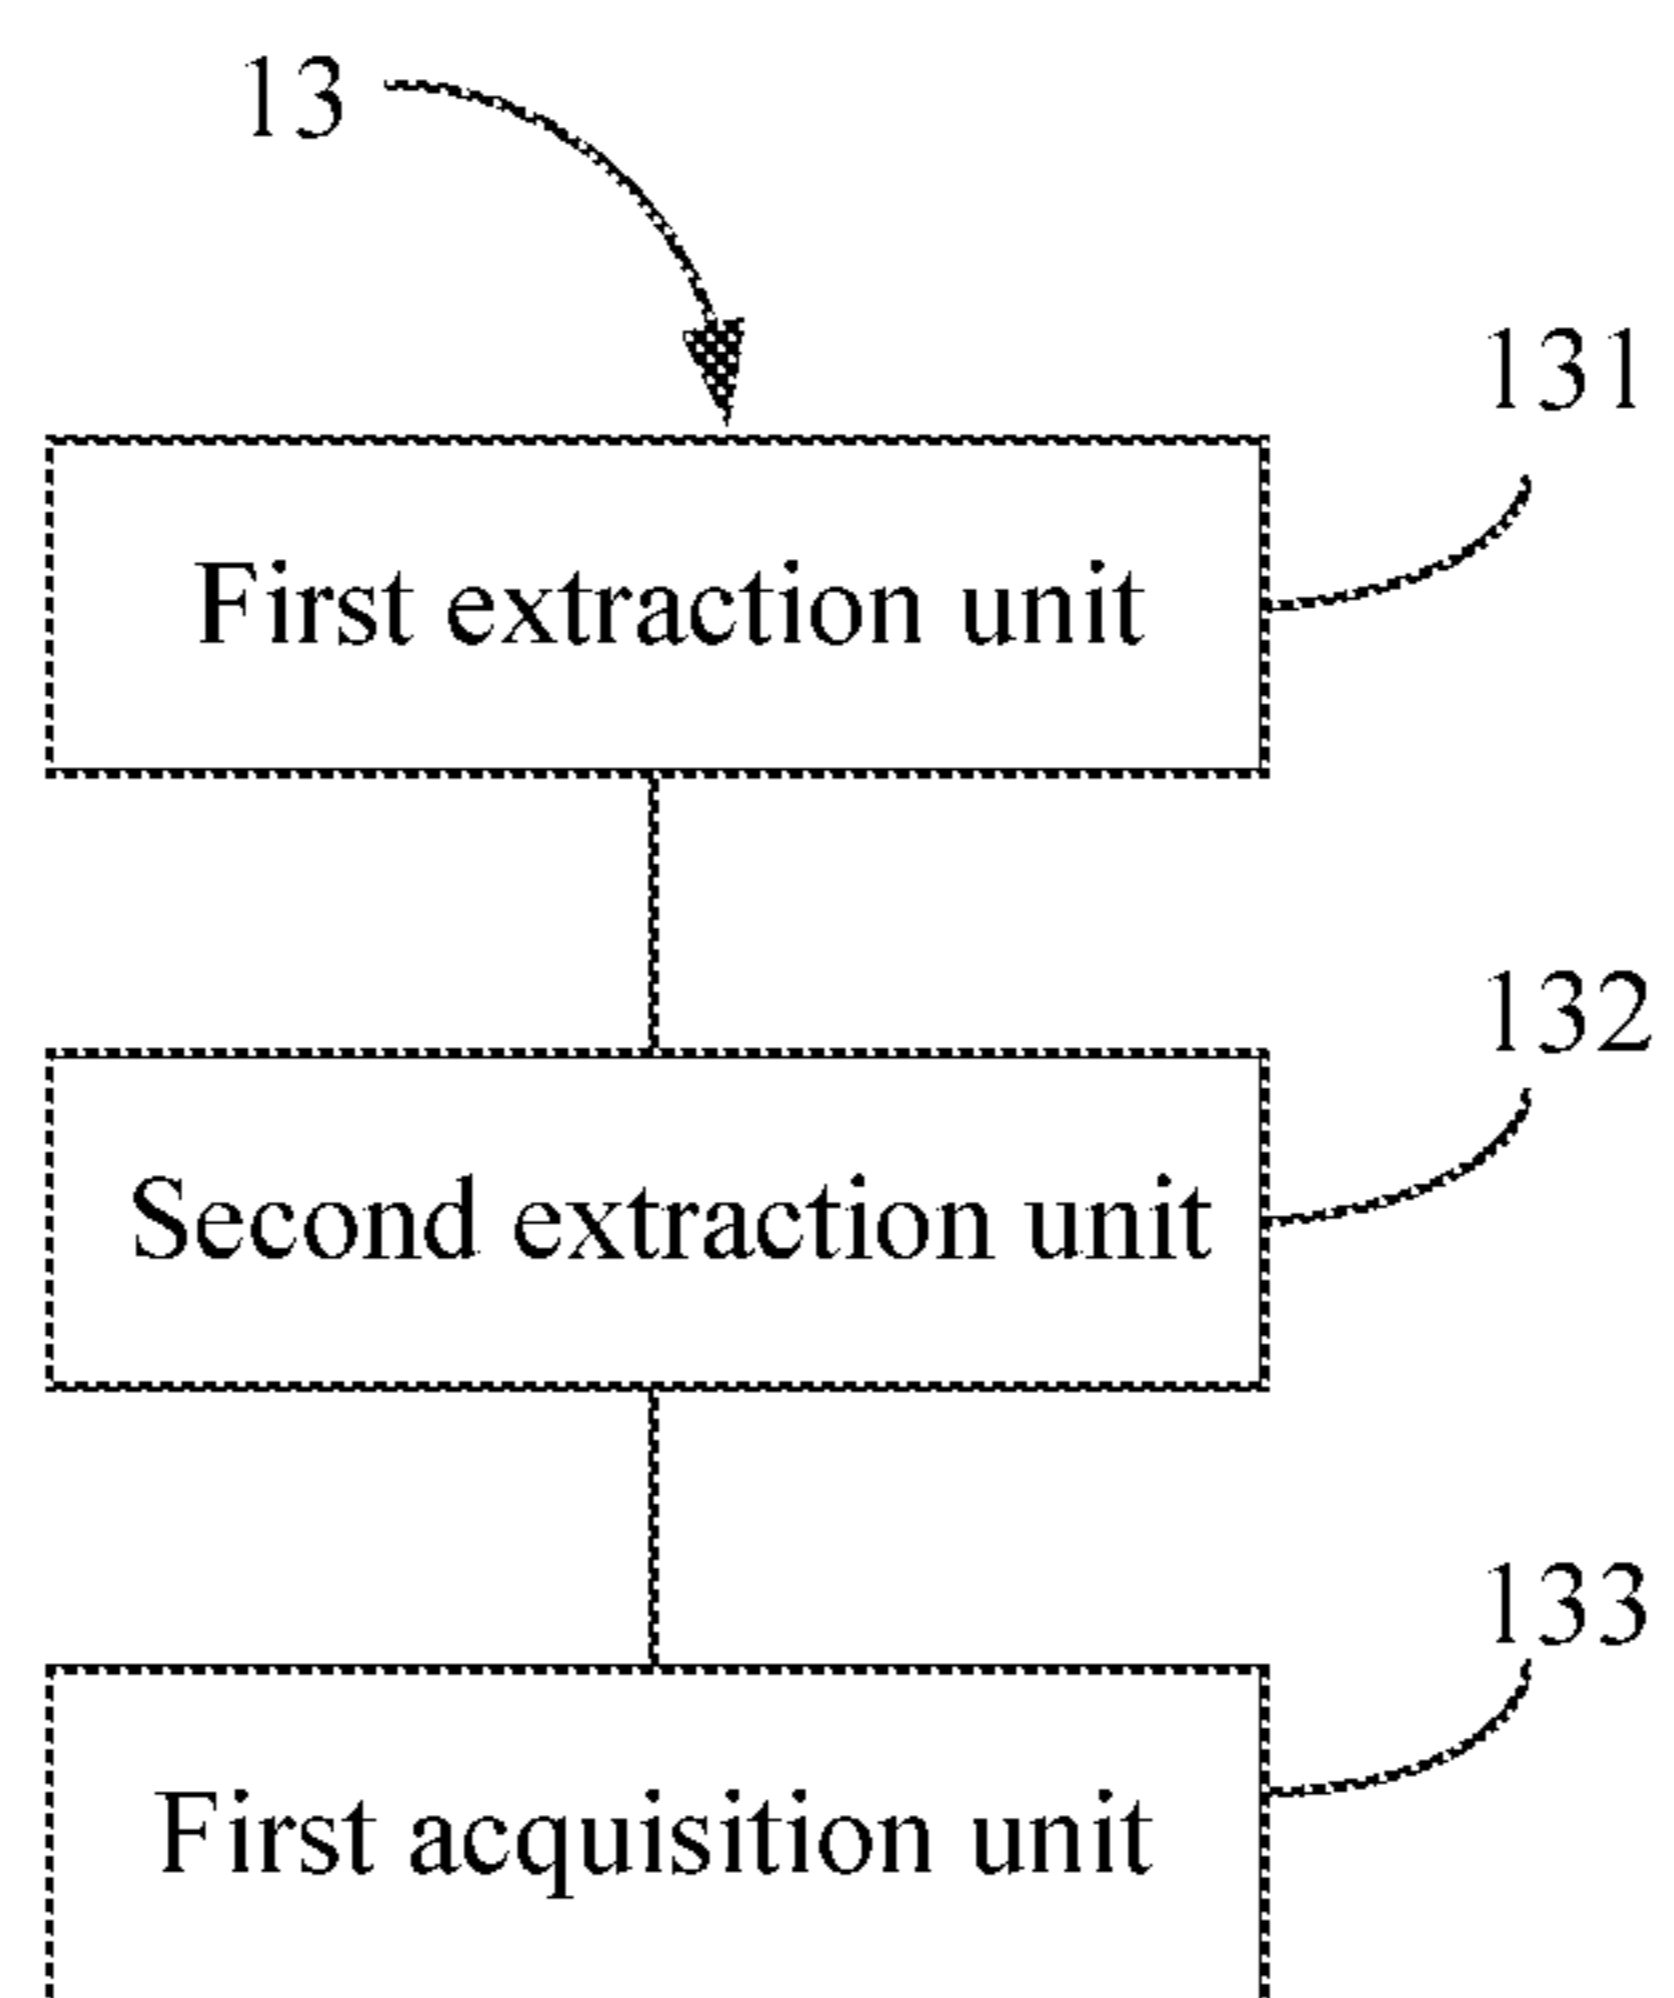 13
131
First extraction unit
132
Second extraction unit
133
First acquisition unit